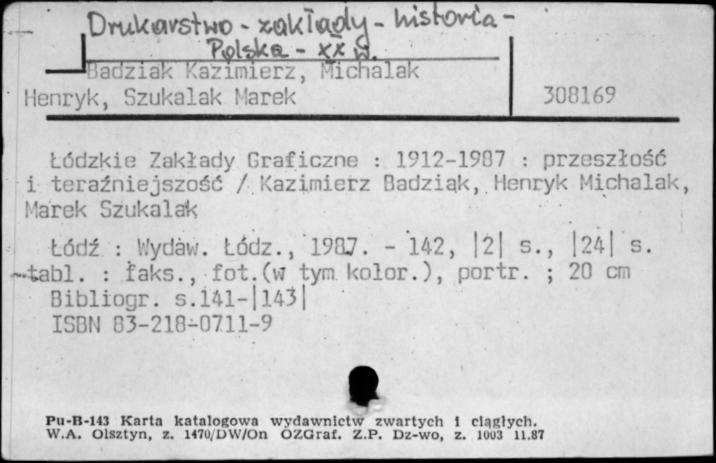 Drukarstwo - zakłady - historia -
Polska - XX w.
Badziak Kazimierz, Michalak
Henryk, Szukalak Marek 308169
Łódzkie Zakłady Graficzne : 1912-1987 : przeszłość
i teraźniejszość / Kazimierz Badziak, Henryk Michalak,
Marek Szukalak
Łódź : Wydaw. Łódz., 1987. - 142, |2| s., |24| s.
tabl. : faks., fot.(w tym kolor.), portr. ; 20 cm
Bibliogr. s.141-|143|
ISBN 83-218-0711-9
Pu-B-143 Karta katalogowa wydawnictw zwartych i ciągłych.
W.A. Olsztyn, z. 1470/DW/On OZGraf. Z.P. Dz-wo, z. 1003 11.87